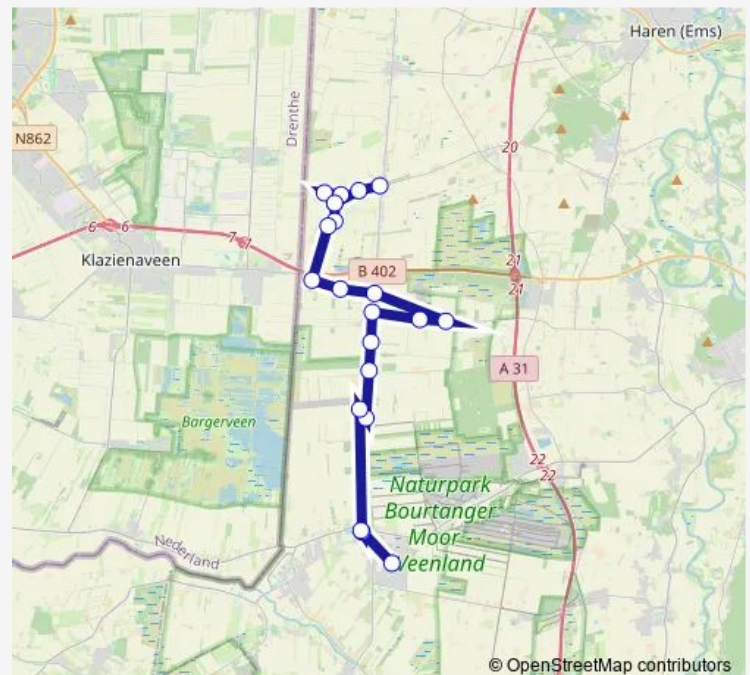 Haren (Ems)
Drenthe
N862
20
6
6
7
Klazienaveen
B 402
21
21
A 31
Bargerveen
22
22
Naturpark
Bourtanger
Moor -
Veenland
Nederland
© OpenStreetMap contributors